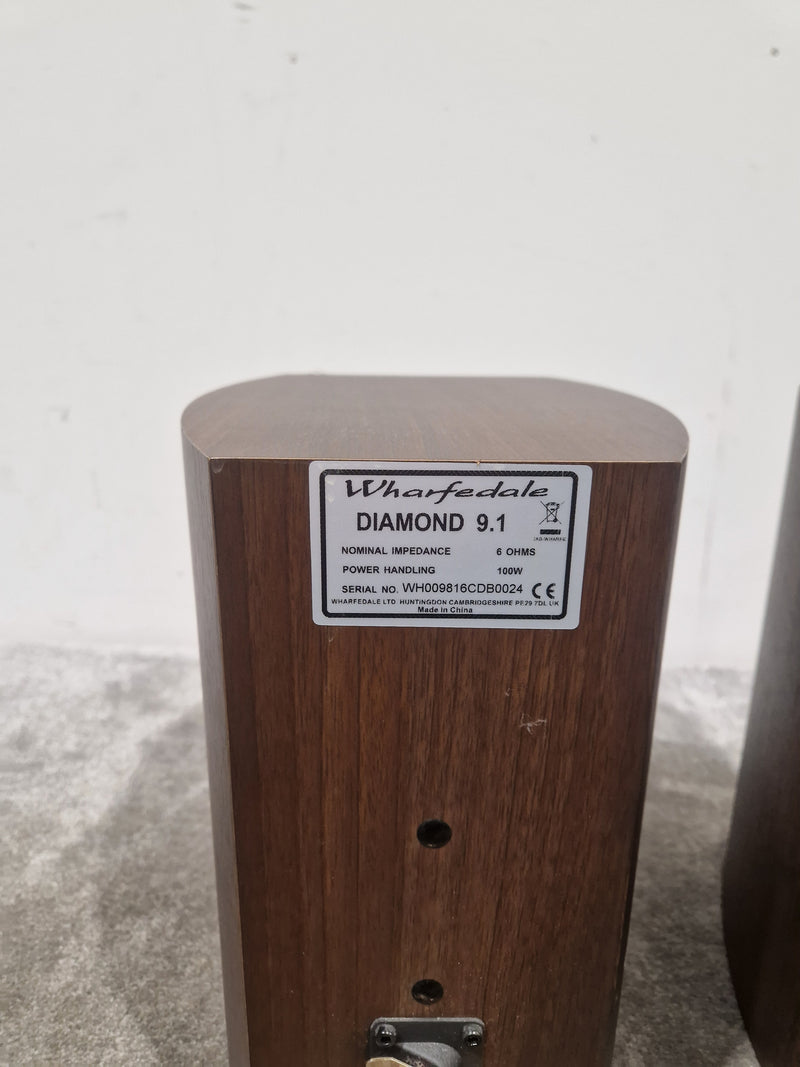 Wharfedale
DIAMOND 9.1
NOMINAL IMPEDANCE 6 OHMS
POWER HANDLING 100W
SERIAL NO. WH009816CDB0024 CE
WHARFEDALE LTD HUNTINGDON CAMBRIDGESHIRE PE29 7DL UK
Made in China